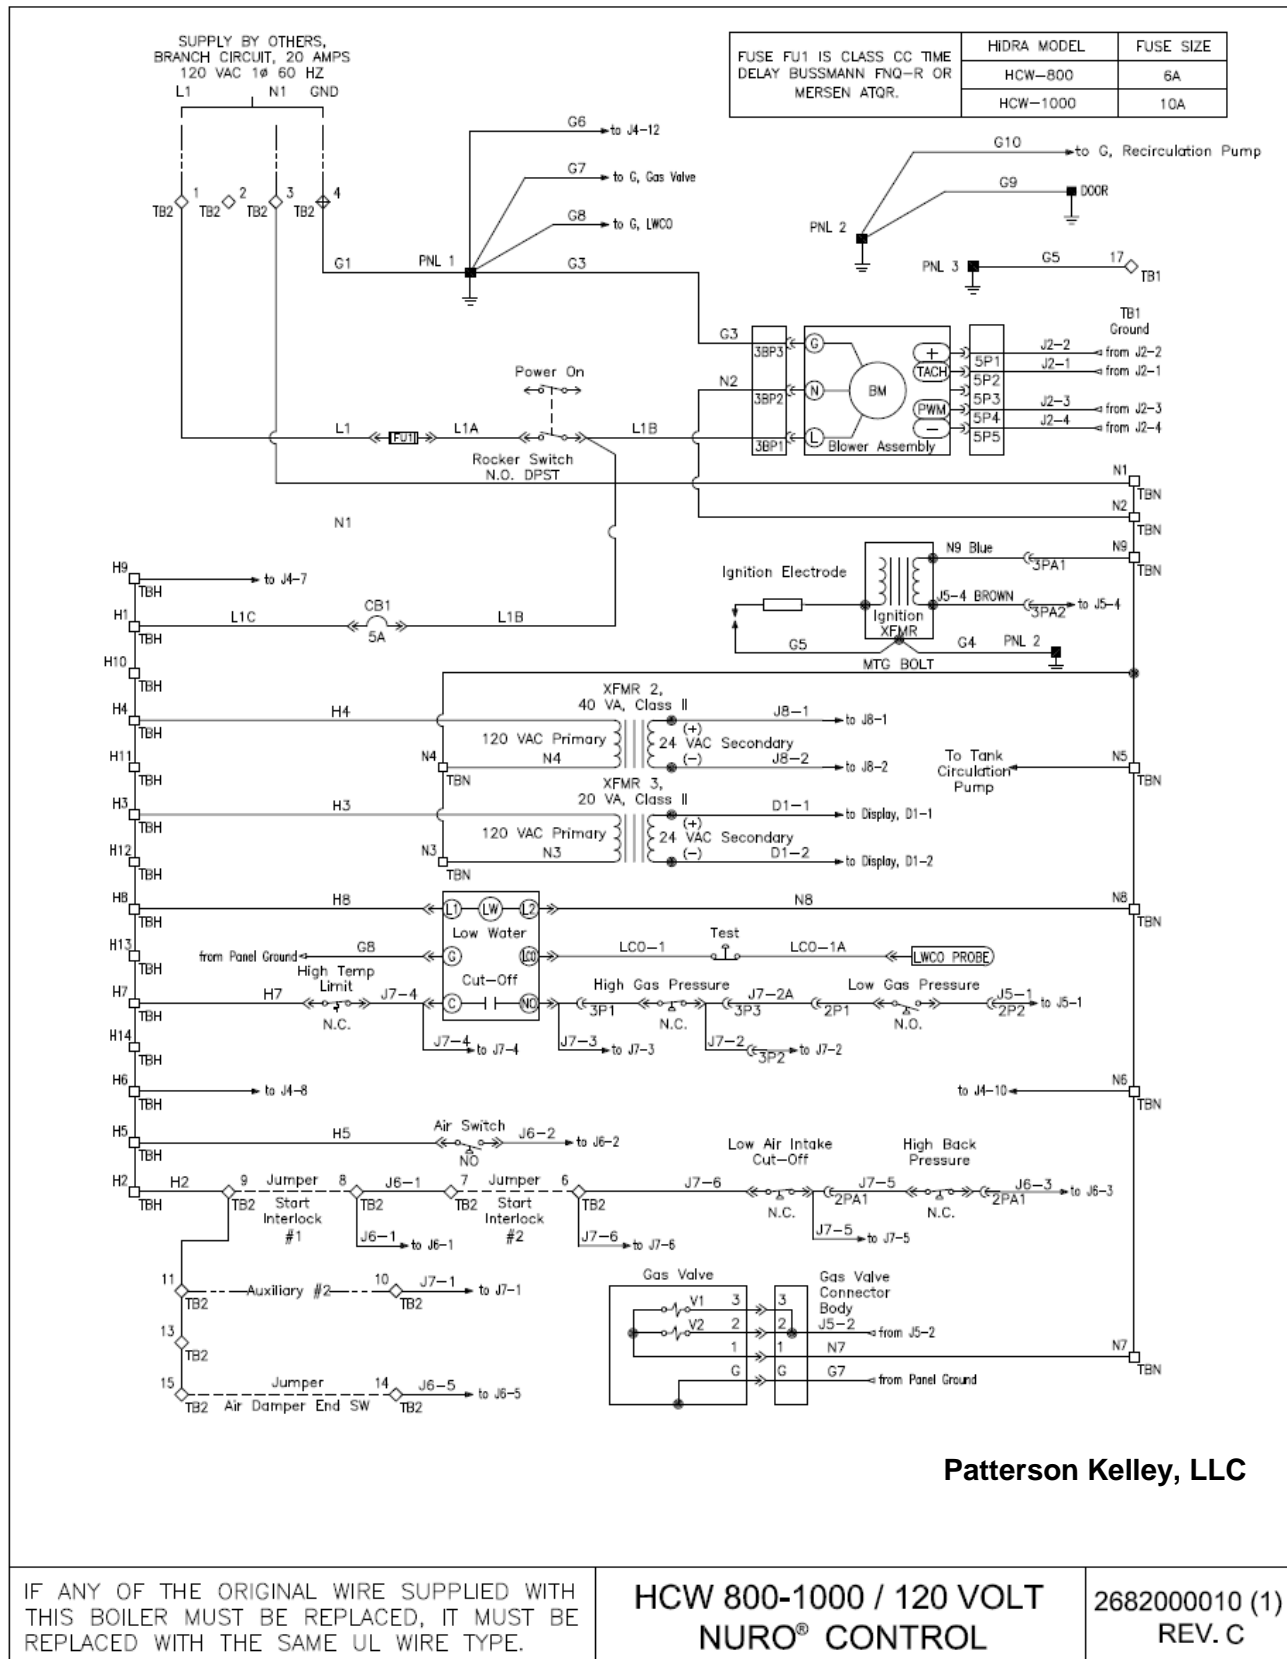 SUPPLY BY OTHERS,
BRANCH CIRCUIT, 20 AMPS
120 VAC 1Ø 60 HZ
L1 N1 GND
FUSE FU1 IS CLASS CC TIME
DELAY BUSSMANN FNQ-R OR
MERSEN ATQR.
HiDRA MODEL FUSE SIZE
HCW-800 6A
HCW-1000 10A
G6 to J4-12
G7 to G, Gas Valve
G8 to G, LWCO
G10 to G, Recirculation Pump
G9 DOOR
1 2 3 4
TB2 TB2 TB2 TB2
PNL 2
G1 PNL 1 G3
PNL 3 G5 17 TB1
TB1
Ground
G3 3BP3 G + 5P1 J2-2 from J2-2
TACH 5P2 J2-1 from J2-1
Power On
N2 3BP2 N BM 5P3
PWM 5P4 J2-3 from J2-3
L1 FU1 L1A L1B 3BP1 L - 5P5 J2-4 from J2-4
Blower Assembly
Rocker Switch
N.O. DPST
N1 TBN
N2 TBN
N1
H9 TBH to J4-7
Ignition Electrode
N9 Blue 3PA1 N9 TBN
J5-4 BROWN 3PA2 to J5-4
Ignition
XFMR
G5 G4 PNL 2
MTG BOLT
H1 TBH L1C CB1 5A L1B
H10 TBH
XFMR 2,
40 VA, Class II
H4 TBH H4 J8-1 to J8-1
120 VAC Primary (+) 24 VAC Secondary (-)
H11 TBH N4 TBN N4 J8-2 to J8-2
To Tank
Circulation
Pump
N5 TBN
XFMR 3,
20 VA, Class II
H3 TBH H3 D1-1 to Display, D1-1
120 VAC Primary (+) 24 VAC Secondary (-)
H12 TBH N3 TBN N3 D1-2 to Display, D1-2
H8 TBH H8 L1 LW L2 N8 N8 TBN
Low Water
H13 TBH from Panel Ground G8 G LCO LCO-1 Test LCO-1A LWCO PROBE
High Temp
Limit
Cut-Off
High Gas Pressure Low Gas Pressure
H7 TBH H7 N.C. J7-4 C NO 3P1 N.C. 3P3 J7-2A 2P1 N.O. 2P2 J5-1 to J5-1
H14 TBH J7-4 to J7-4 J7-3 to J7-3 J7-2 3P2 to J7-2
H6 TBH to J4-8 to J4-10 N6 TBN
H5 TBH H5 Air Switch NO J6-2 to J6-2
Low Air Intake
Cut-Off
High Back
Pressure
H2 TBH H2 9 TB2 Jumper 8 TB2 J6-1 7 TB2 Jumper 6 TB2 J7-6 N.C. 2PA1 J7-5 N.C. 2PA1 J6-3 to J6-3
Start
Interlock
#1
Start
Interlock
#2
J6-1 to J6-1 J7-6 to J7-6 J7-5 to J7-5
11 TB2 Auxiliary #2 10 TB2 J7-1 to J7-1
Gas Valve
Gas Valve
Connector
Body
V1 3 3
V2 2 2 J5-2 from J5-2
1 1 N7 N7 TBN
G G G7 from Panel Ground
13 TB2
15 TB2 Jumper 14 TB2 J6-5 to J6-5
Air Damper End SW
Patterson Kelley, LLC
IF ANY OF THE ORIGINAL WIRE SUPPLIED WITH
THIS BOILER MUST BE REPLACED, IT MUST BE
REPLACED WITH THE SAME UL WIRE TYPE.
HCW 800-1000 / 120 VOLT
NURO® CONTROL
2682000010 (1)
REV. C